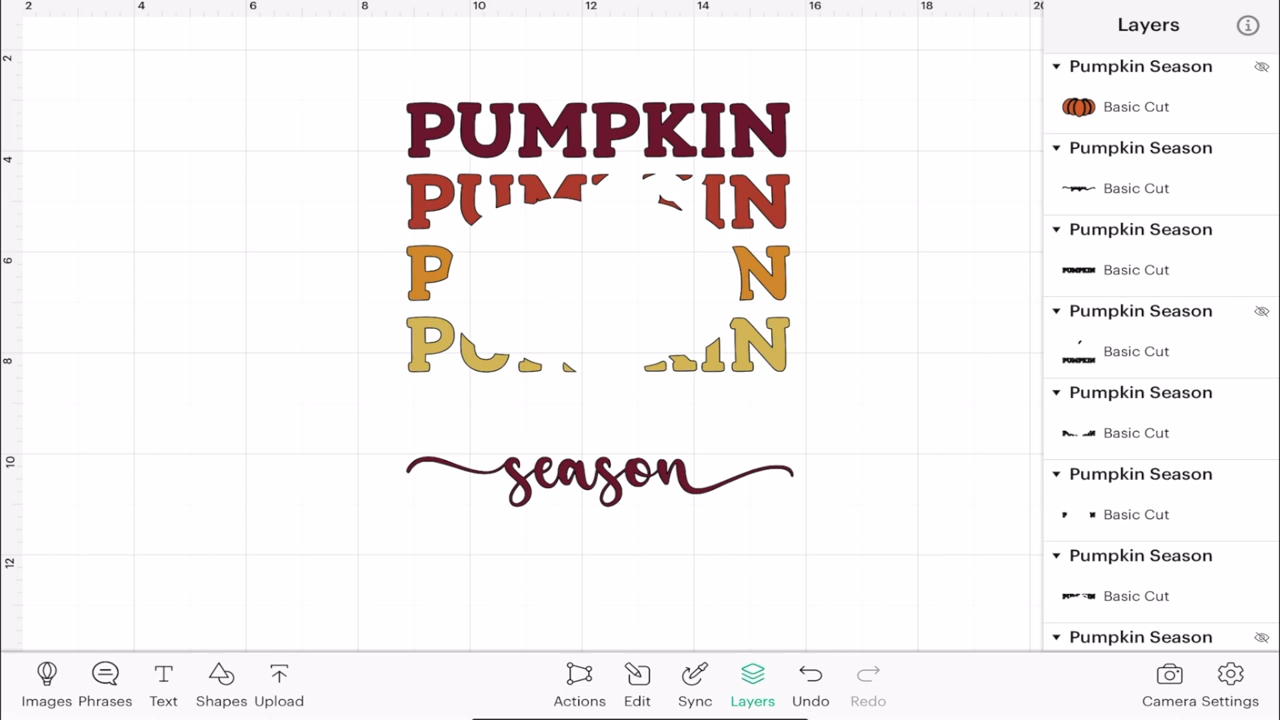 2 4 6 8 10 12 14 16 18 20
Layers
2
4
6
8
10
12
PUMPKIN
PUMPKIN
P N
PU IN
season
Pumpkin Season
Basic Cut
Pumpkin Season
Basic Cut
Pumpkin Season
Basic Cut
Pumpkin Season
PUMPKIN Basic Cut
Pumpkin Season
Basic Cut
Pumpkin Season
Basic Cut
Pumpkin Season
Basic Cut
Pumpkin Season
Images Phrases Text Shapes Upload Actions Edit Sync Layers Undo Redo Camera Settings